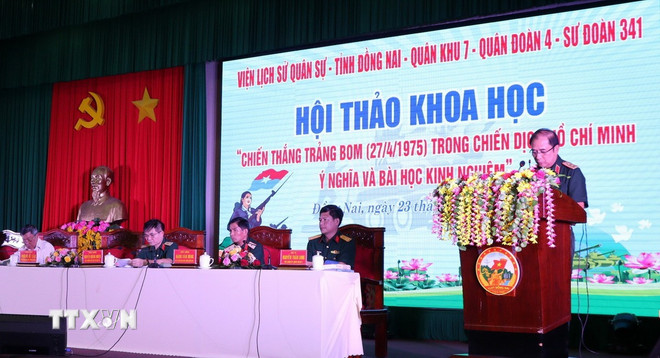 VIỆN LỊCH SỬ QUÂN SỰ - TỈNH ĐỒNG NAI - QUÂN KHU 7 - QUÂN ĐOÀN 4 - SƯ ĐOÀN 341
HỘI THẢO KHOA HỌC
"CHIẾN THẮNG TRẢNG BOM (27/4/1975) TRONG CHIẾN DỊCH HỒ CHÍ MINH
Ý NGHĨA VÀ BÀI HỌC KINH NGHIỆM"
Nai, ngày 23
TTXVN